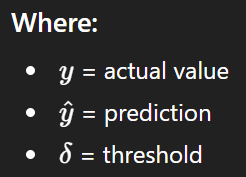 Where:
• y = actual value
• ŷ = prediction
• δ = threshold